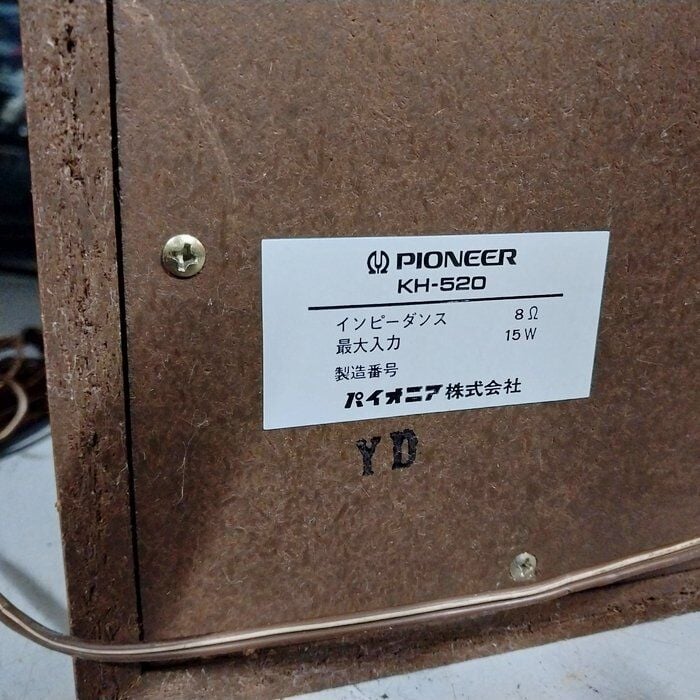 PIONEER
KH-520
インピーダンス 8Ω
最大入力 15W
製造番号
パイオニア株式会社
YD